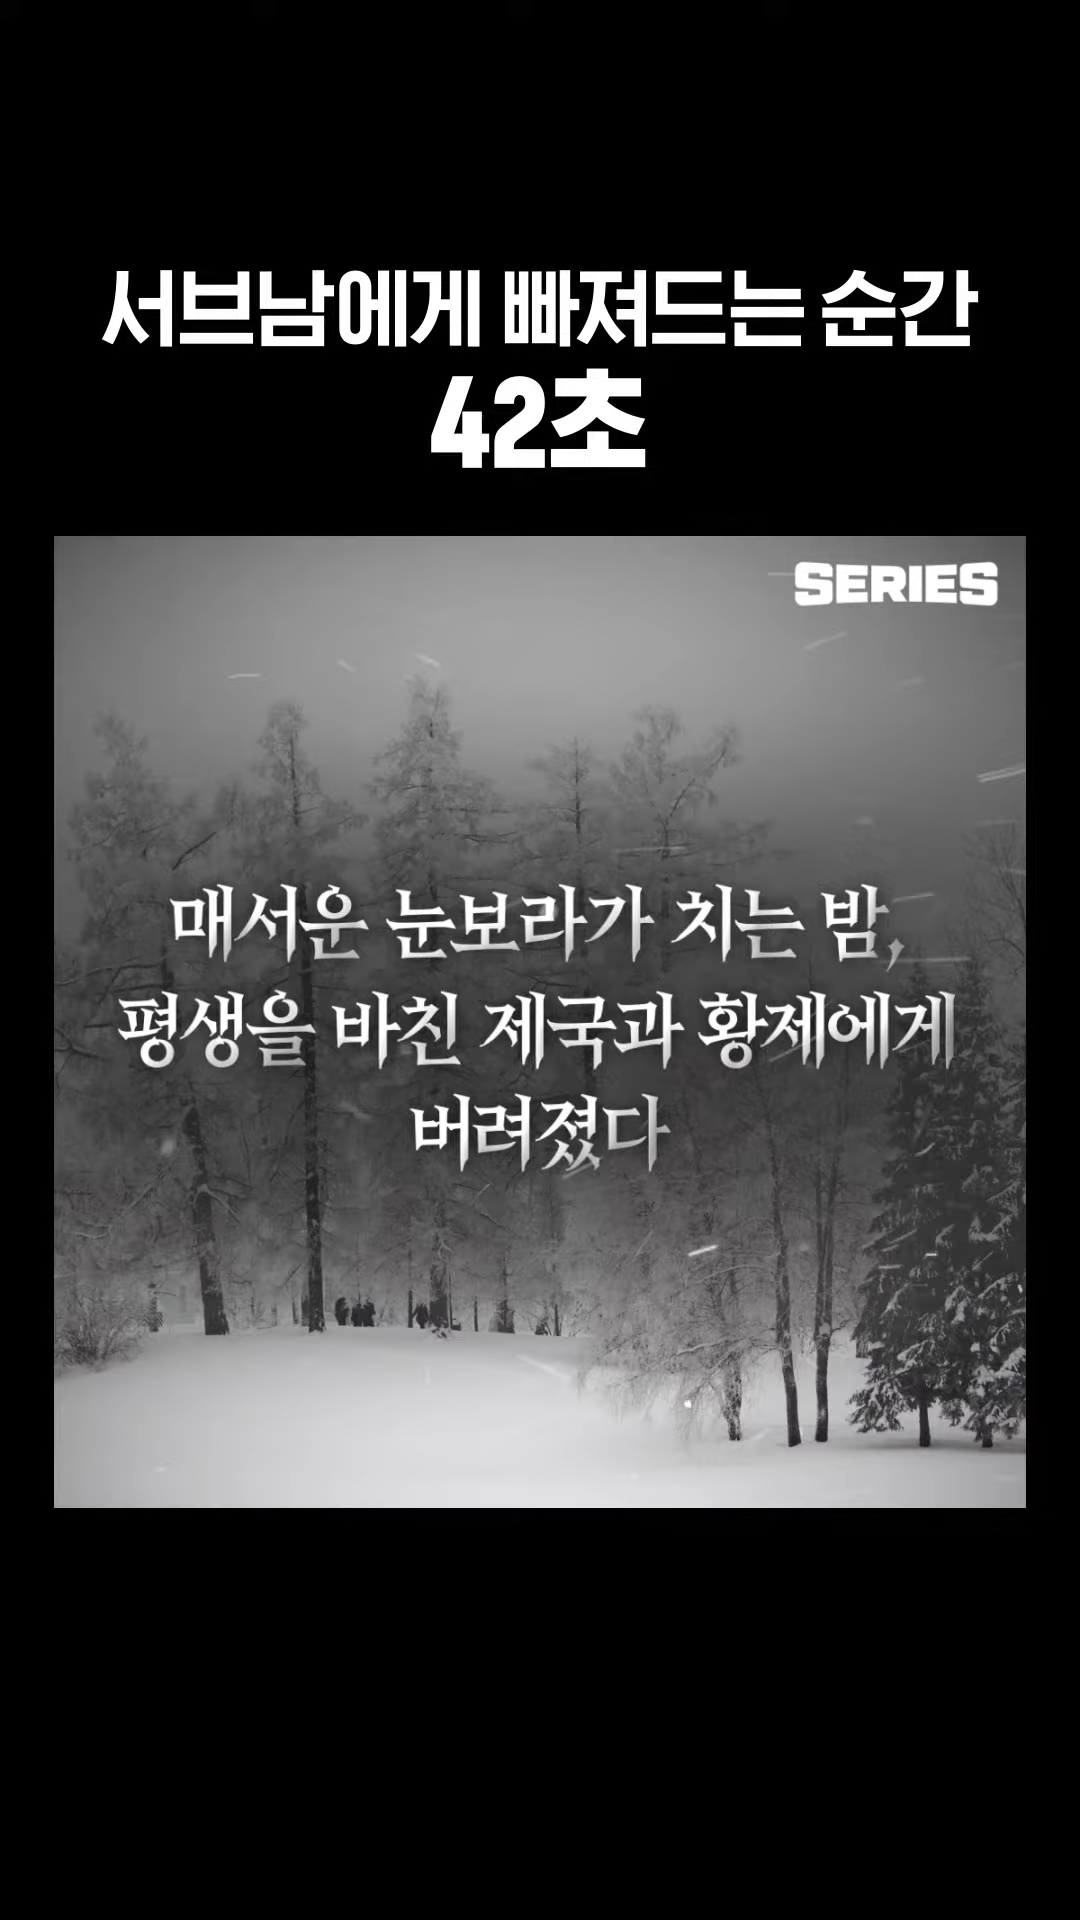 서브남에게 빠져드는 순간
42초
SERIES
매서운 눈보라가 치는 밤,
평생을 바친 제국과 황제에게
버려졌다